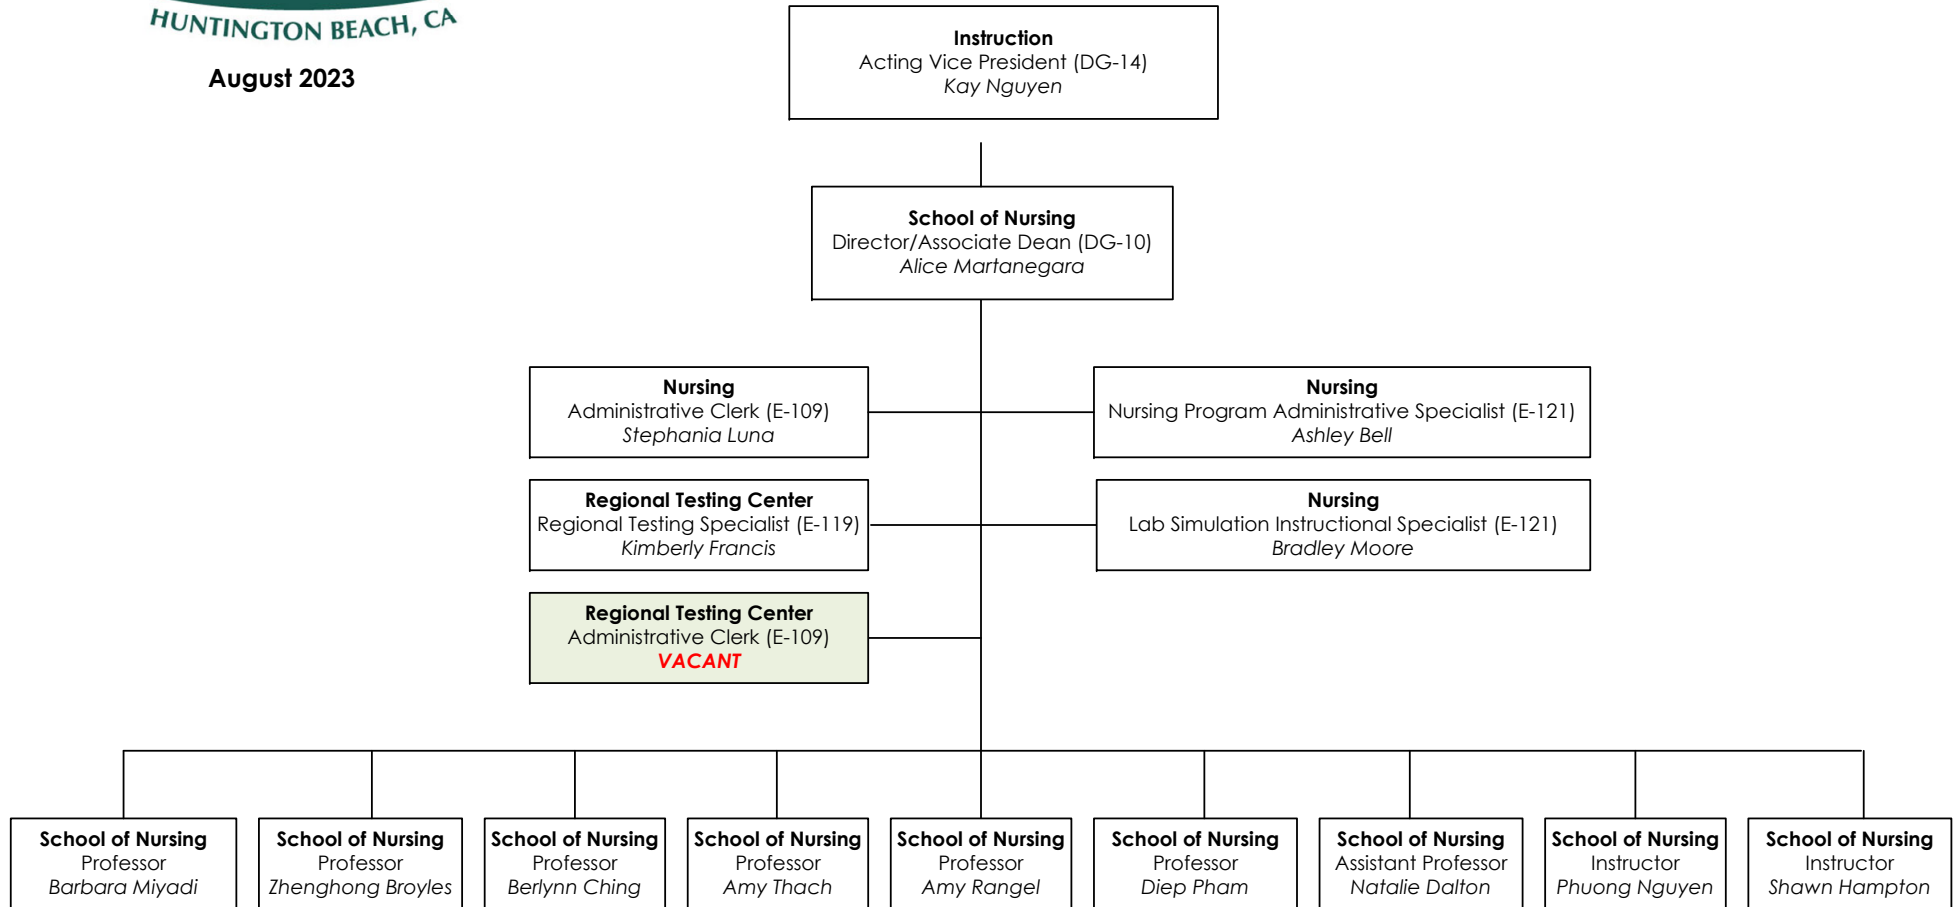 HUNTINGTON BEACH, CA
August 2023
Instruction
Acting Vice President (DG-14)
Kay Nguyen
School of Nursing
Director/Associate Dean (DG-10)
Alice Martanegara
Nursing
Administrative Clerk (E-109)
Stephania Luna
Nursing
Nursing Program Administrative Specialist (E-121)
Ashley Bell
Regional Testing Center
Regional Testing Specialist (E-119)
Kimberly Francis
Nursing
Lab Simulation Instructional Specialist (E-121)
Bradley Moore
Regional Testing Center
Administrative Clerk (E-109)
VACANT
School of Nursing
Professor
Barbara Miyadi
School of Nursing
Professor
Zhenghong Broyles
School of Nursing
Professor
Berlynn Ching
School of Nursing
Professor
Amy Thach
School of Nursing
Professor
Amy Rangel
School of Nursing
Professor
Diep Pham
School of Nursing
Assistant Professor
Natalie Dalton
School of Nursing
Instructor
Phuong Nguyen
School of Nursing
Instructor
Shawn Hampton